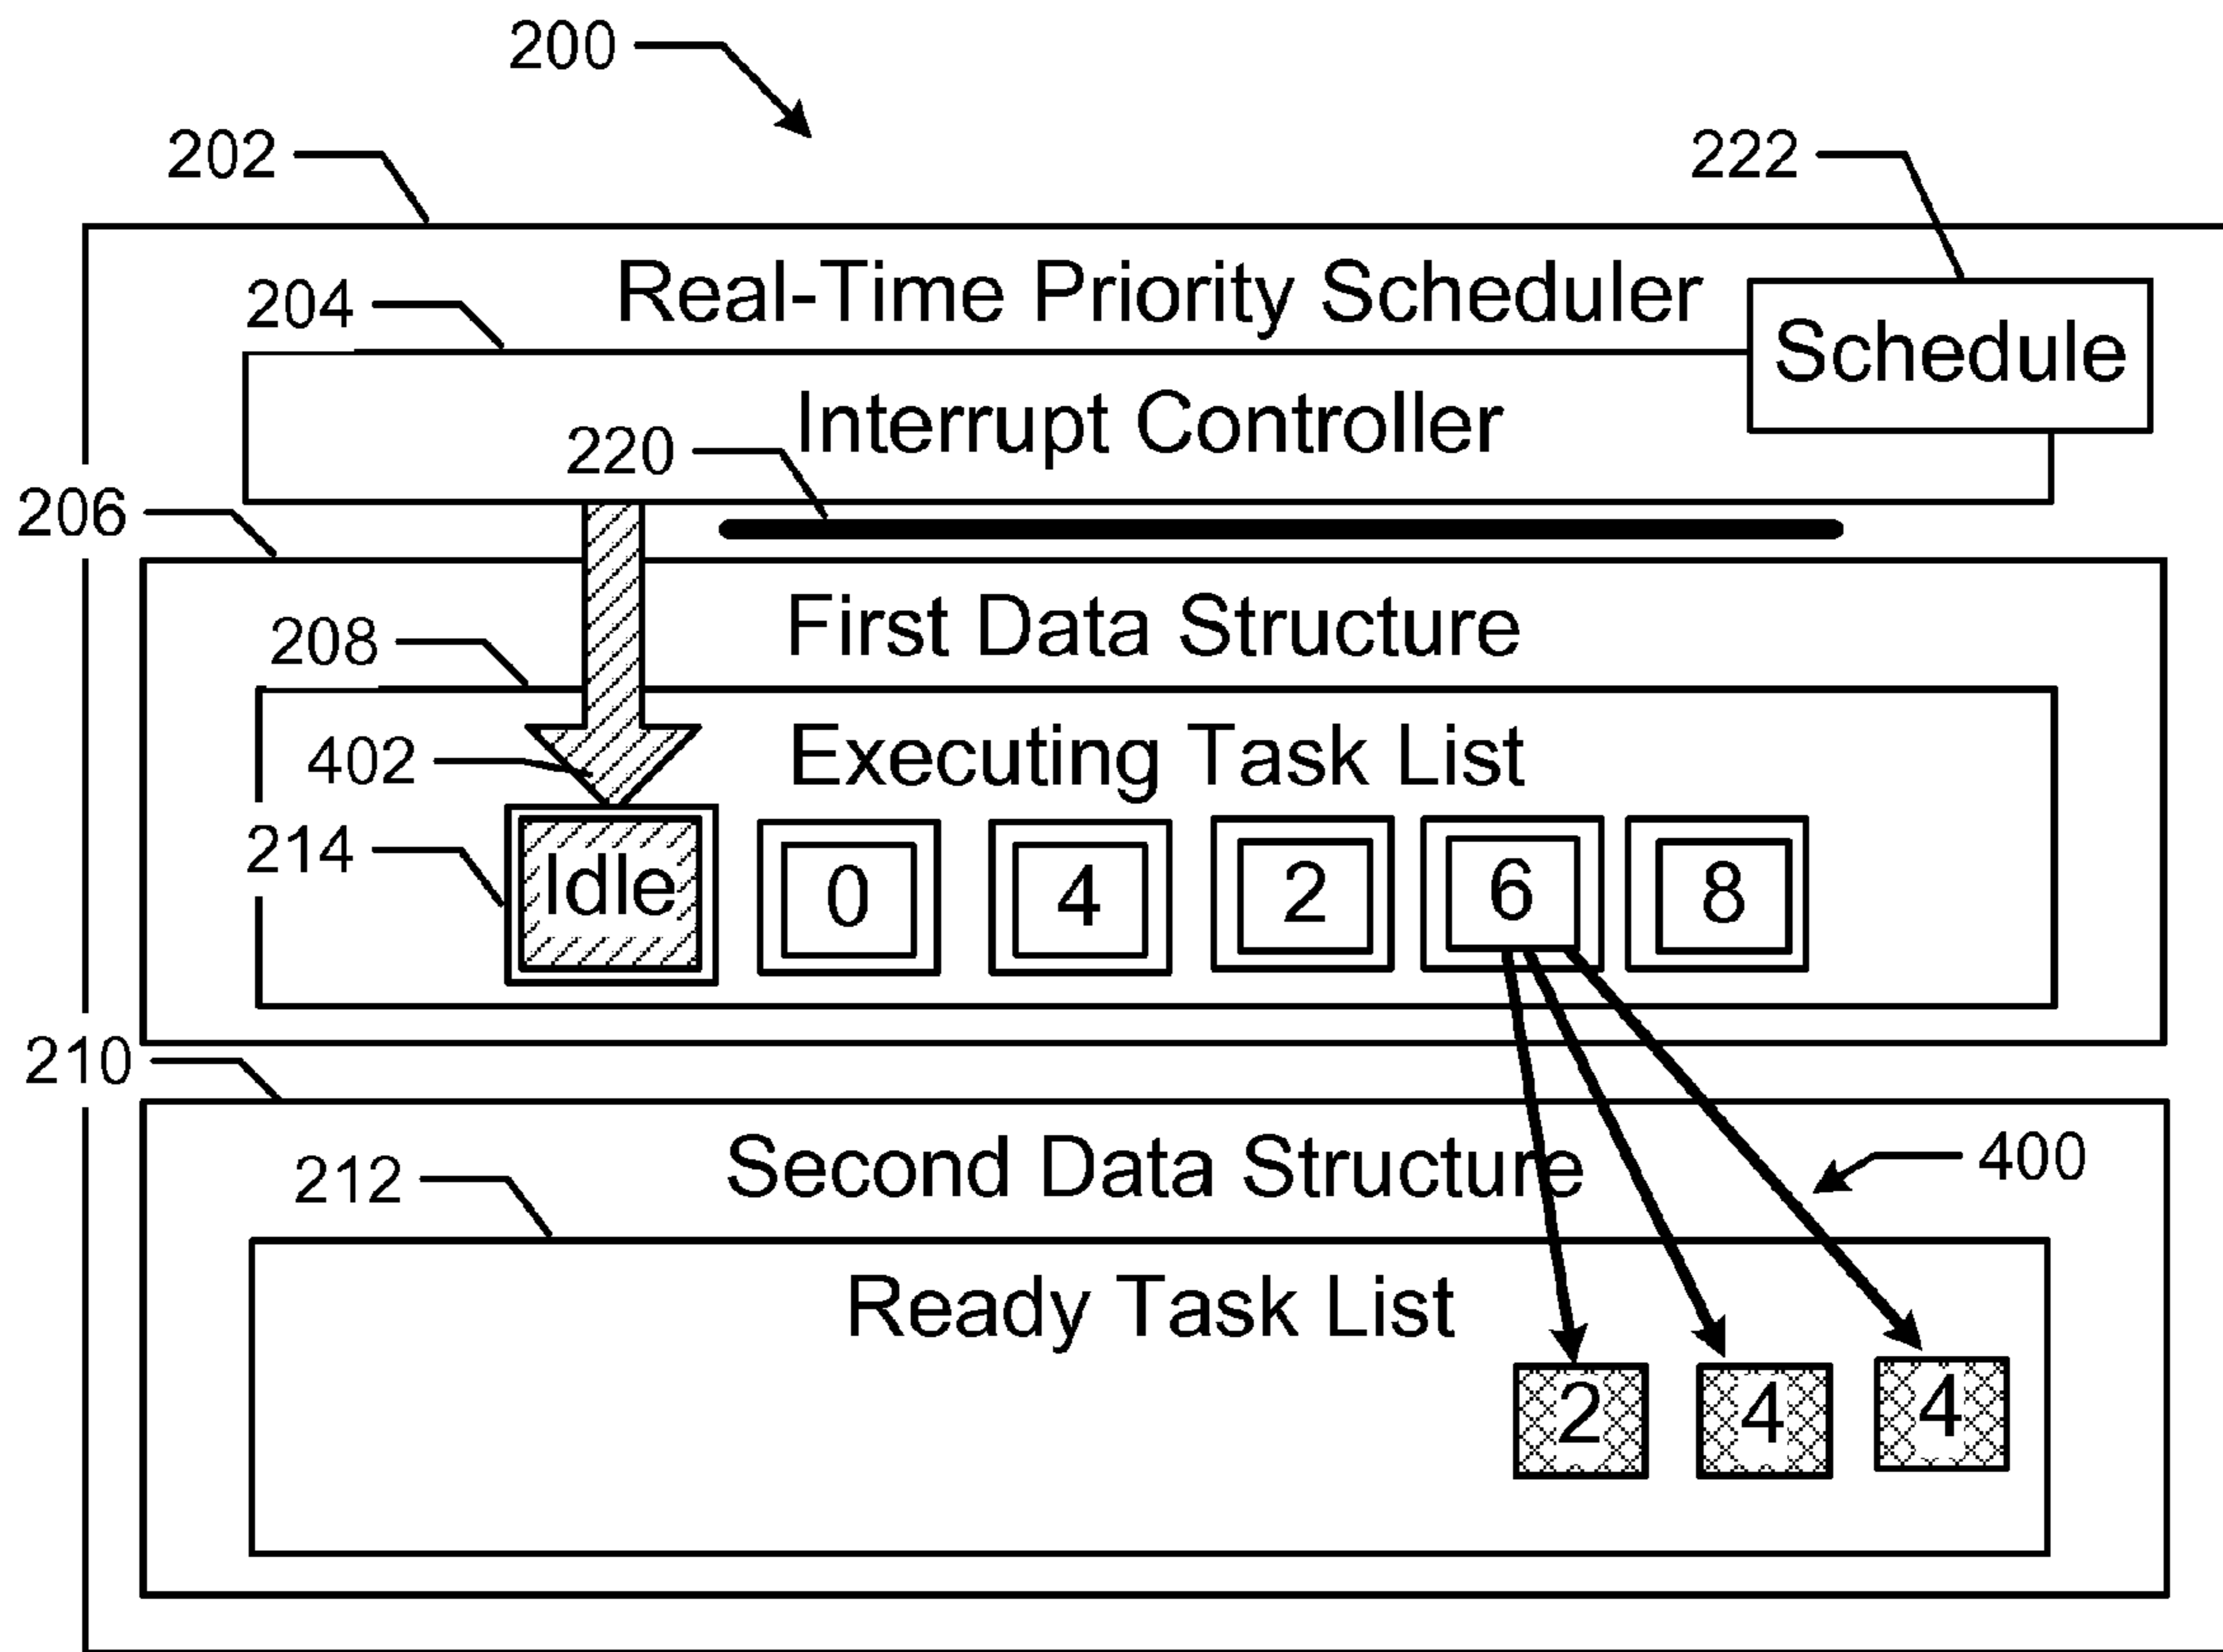 200
202
222
Real-Time Priority Scheduler
204
Schedule
Interrupt Controller
220
206
First Data Structure
208
Executing Task List
402
214
Idle 0 4 2 6 8
210
Second Data Structure
400
212
Ready Task List
2 4 4